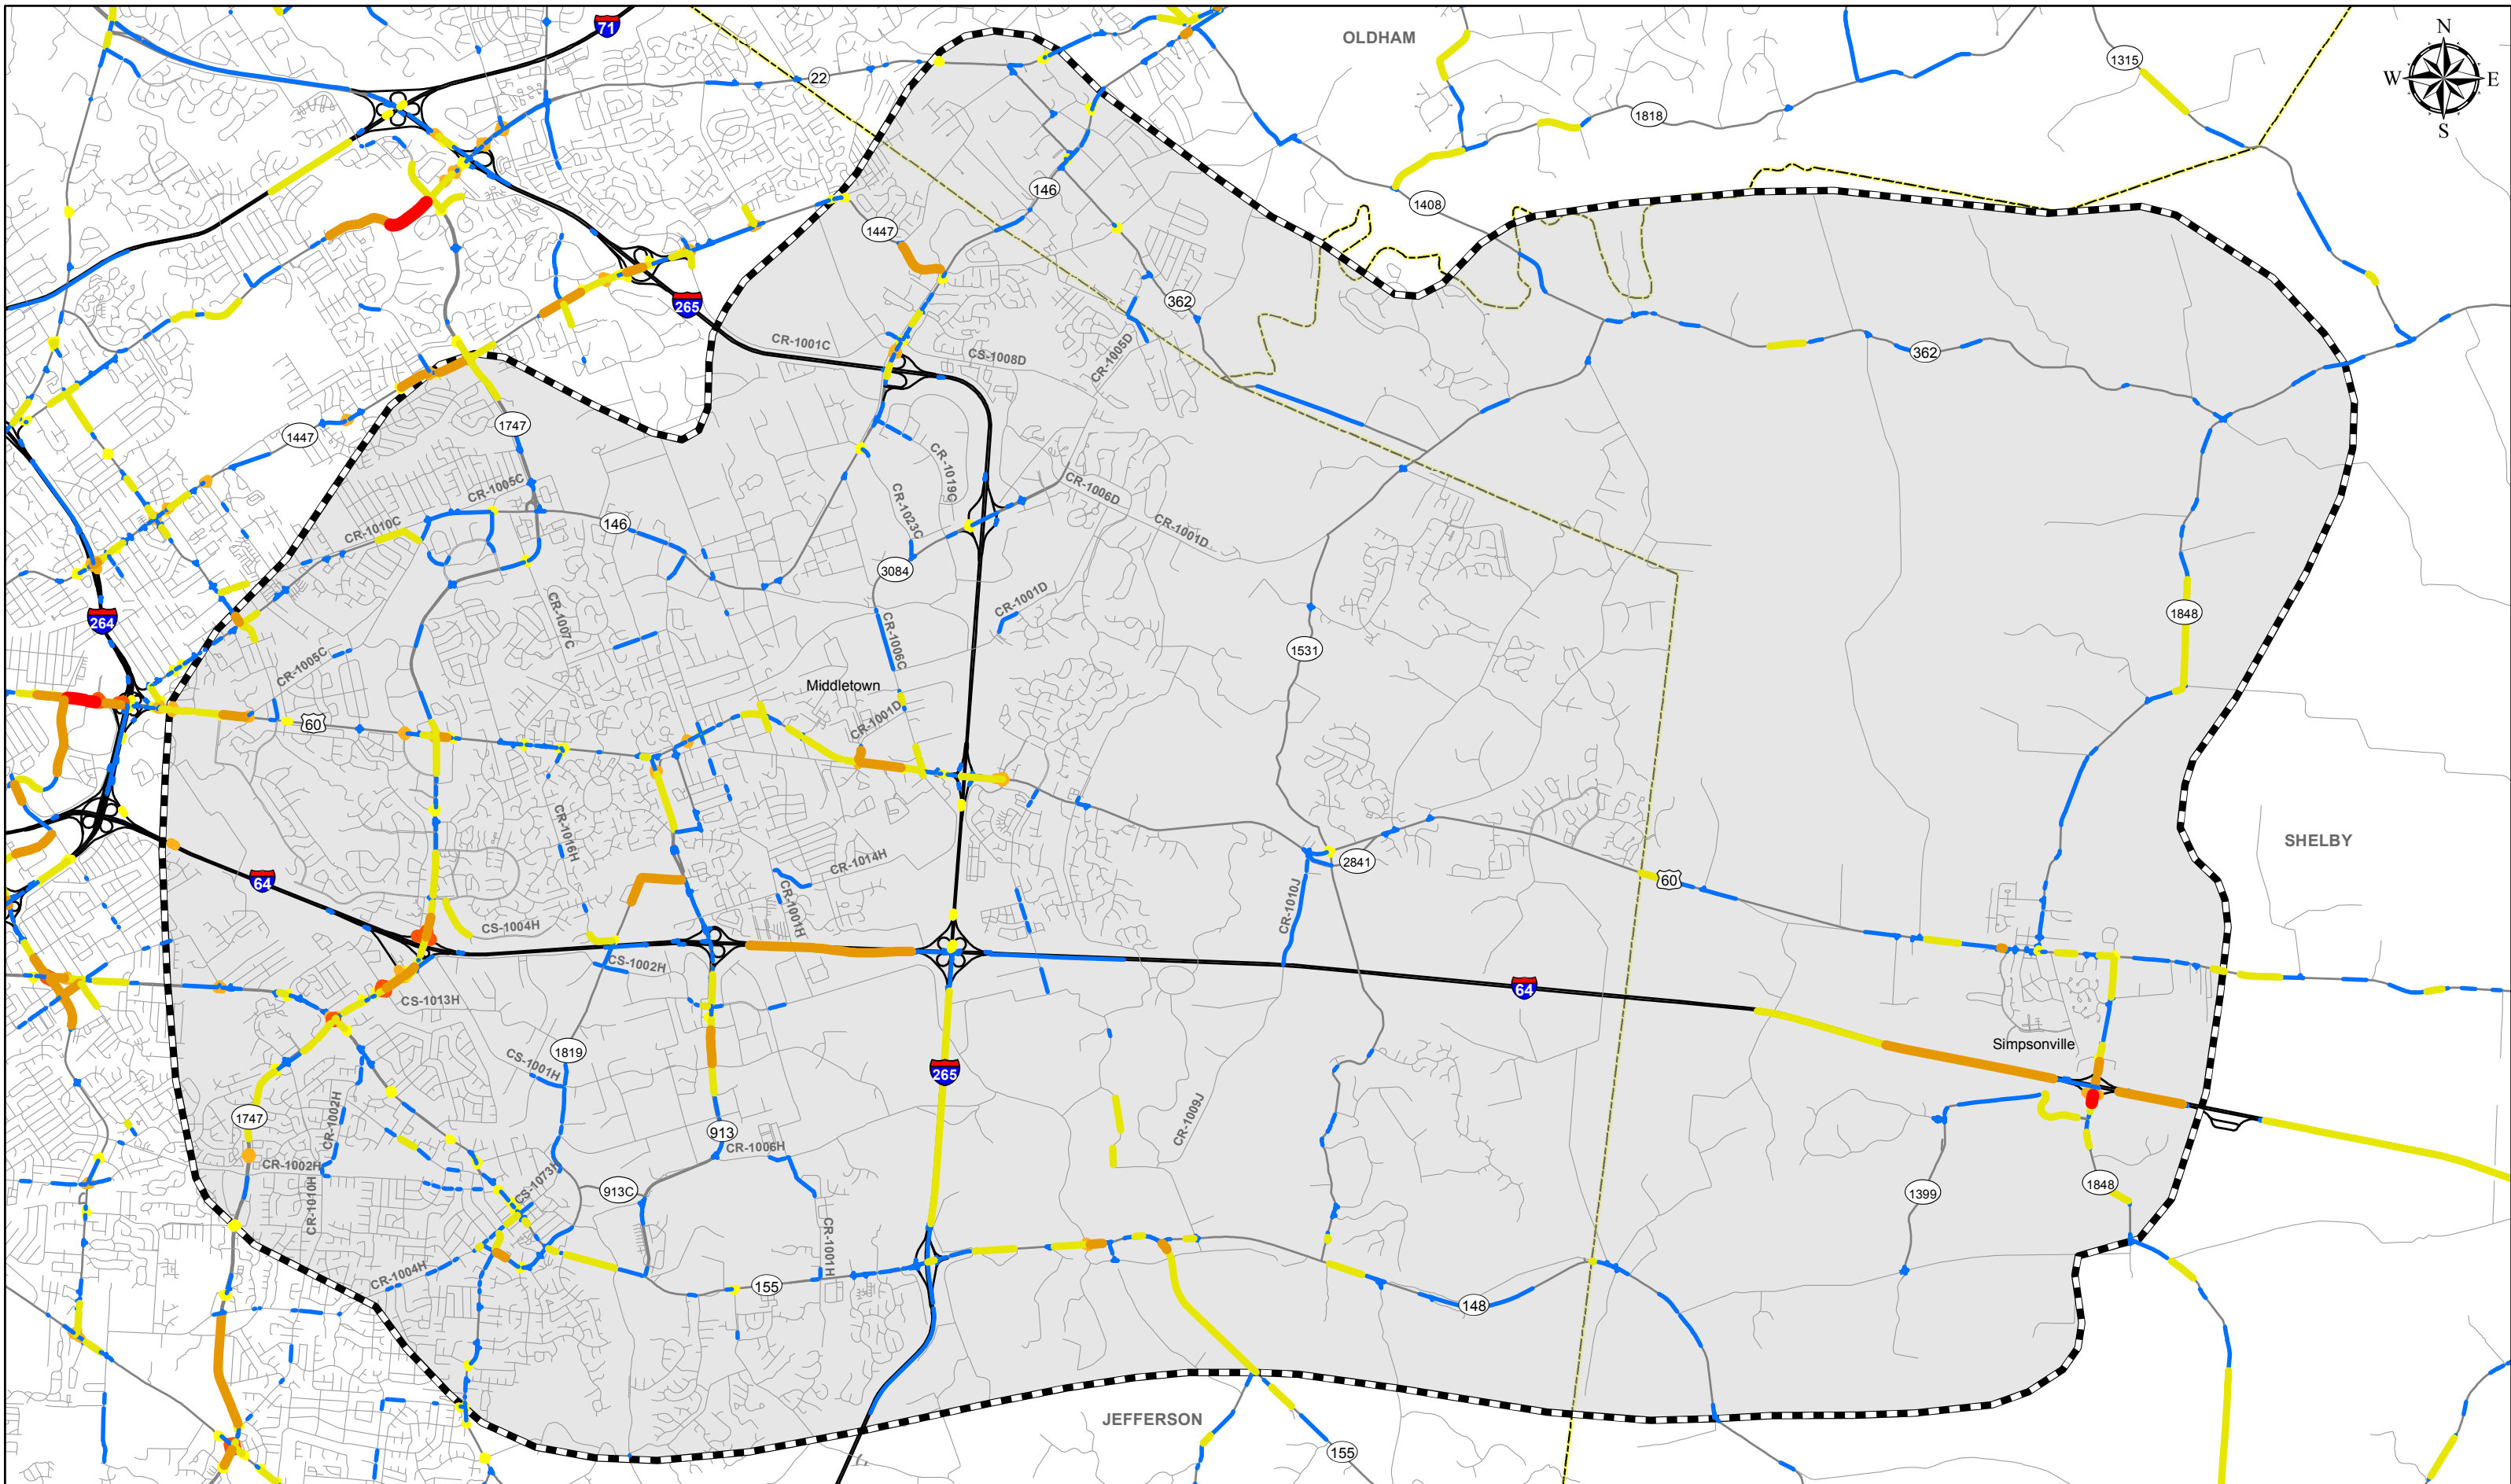 71
OLDHAM
N
W
E
S
22
1315
1818
146
1408
1447
265
362
CR-1001C
CS-1008D
CR-1005D
362
1447
1747
CR-1005C
CR-1019C
CR-1006D
CR-1023C
CR-1010C
146
CR-1001D
3084
264
CR-1007C
CR-1001D
CR-1006C
1848
1531
CR-1005C
Middletown
CR-1001D
60
SHELBY
CR-1016H
CR-1014H
2841
64
60
CR-1001H
CR-1010J
CS-1004H
CS-1002H
64
CS-1013H
Simpsonville
1819
CS-1001H
265
1747
CR-1002H
CR-1009J
913
CR-1006H
CR-1002H
CS-1073H
913C
1848
1399
CR-1010H
CR-1001H
CR-1004H
155
148
JEFFERSON
155